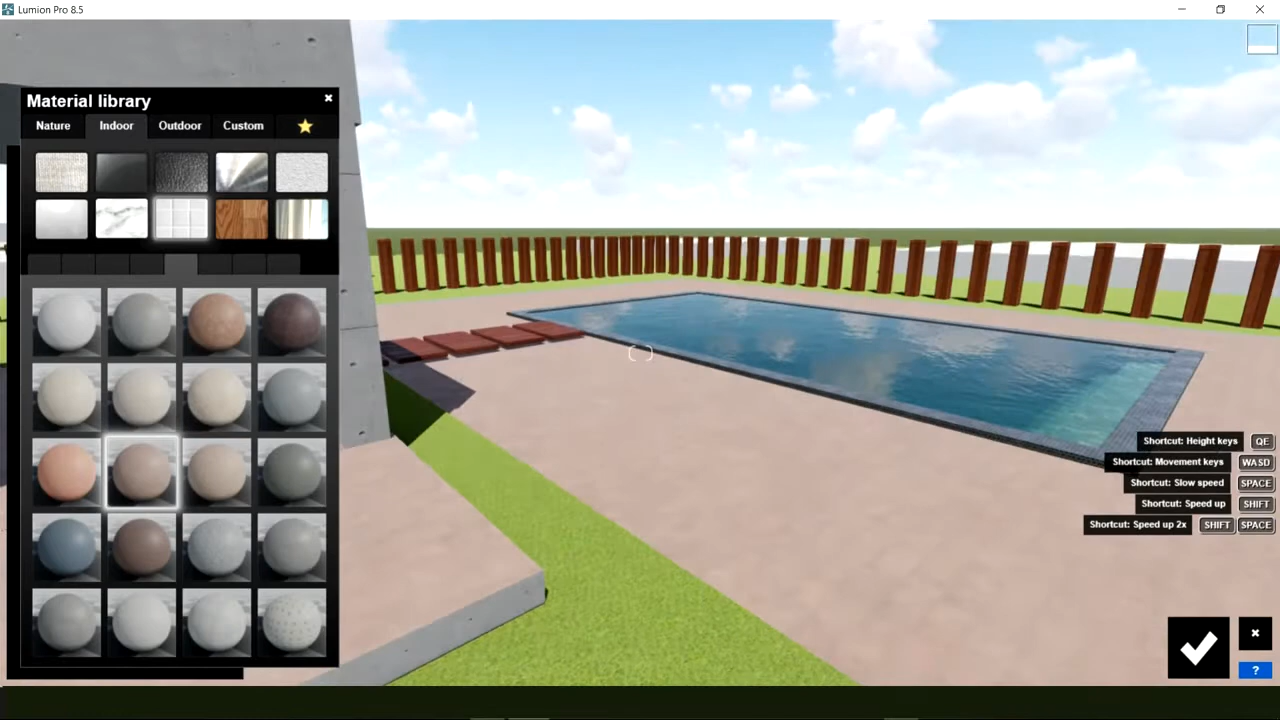 Lumion Pro 8.5
Material library
Nature Indoor Outdoor Custom
Shortcut: Height keys QE
Shortcut: Movement keys WASD
Shortcut: Slow speed SPACE
Shortcut: Speed up SHIFT
Shortcut: Speed up 2x SHIFT SPACE
?